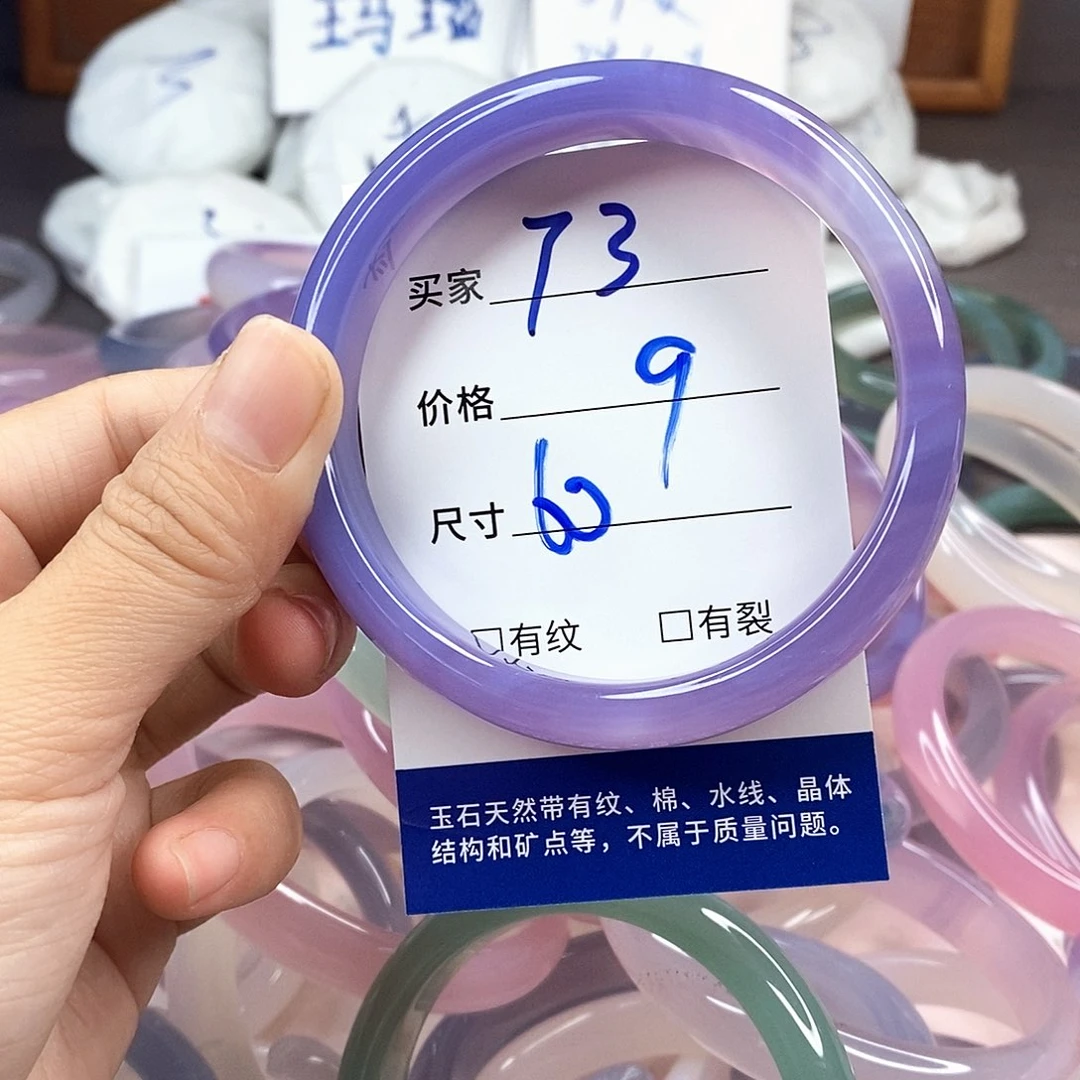 玛瑙
买家 73
价格 9
尺寸 60
□有纹 □有裂
玉石天然带有纹、棉、水线、晶体
结构和矿点等，不属于质量问题。